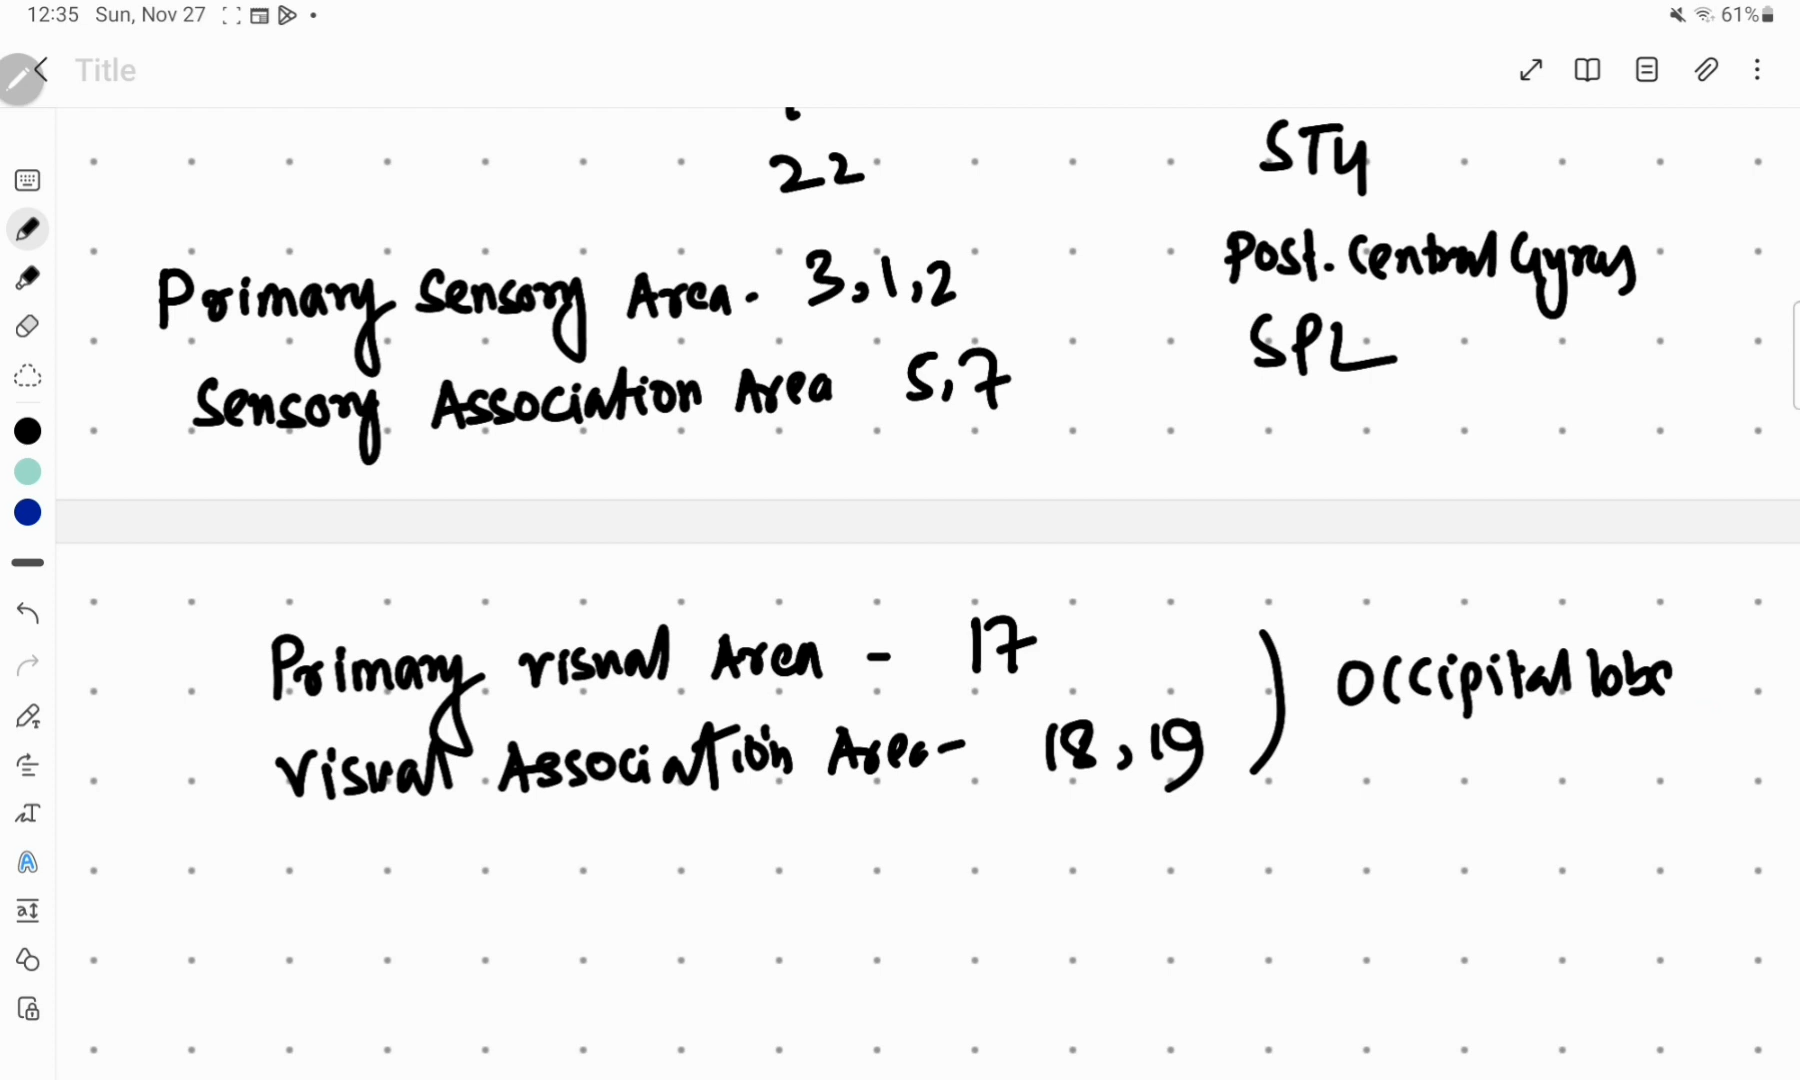 12:35 Sun, Nov 27 61%
Title
22 STG
Primary Sensory Area. 3,1,2 Post. Central Gyrus
Sensory Association Area 5,7 SPL
Primary visual Area - 17
Visual Association Area- 18, 19 ) Occipital lobe